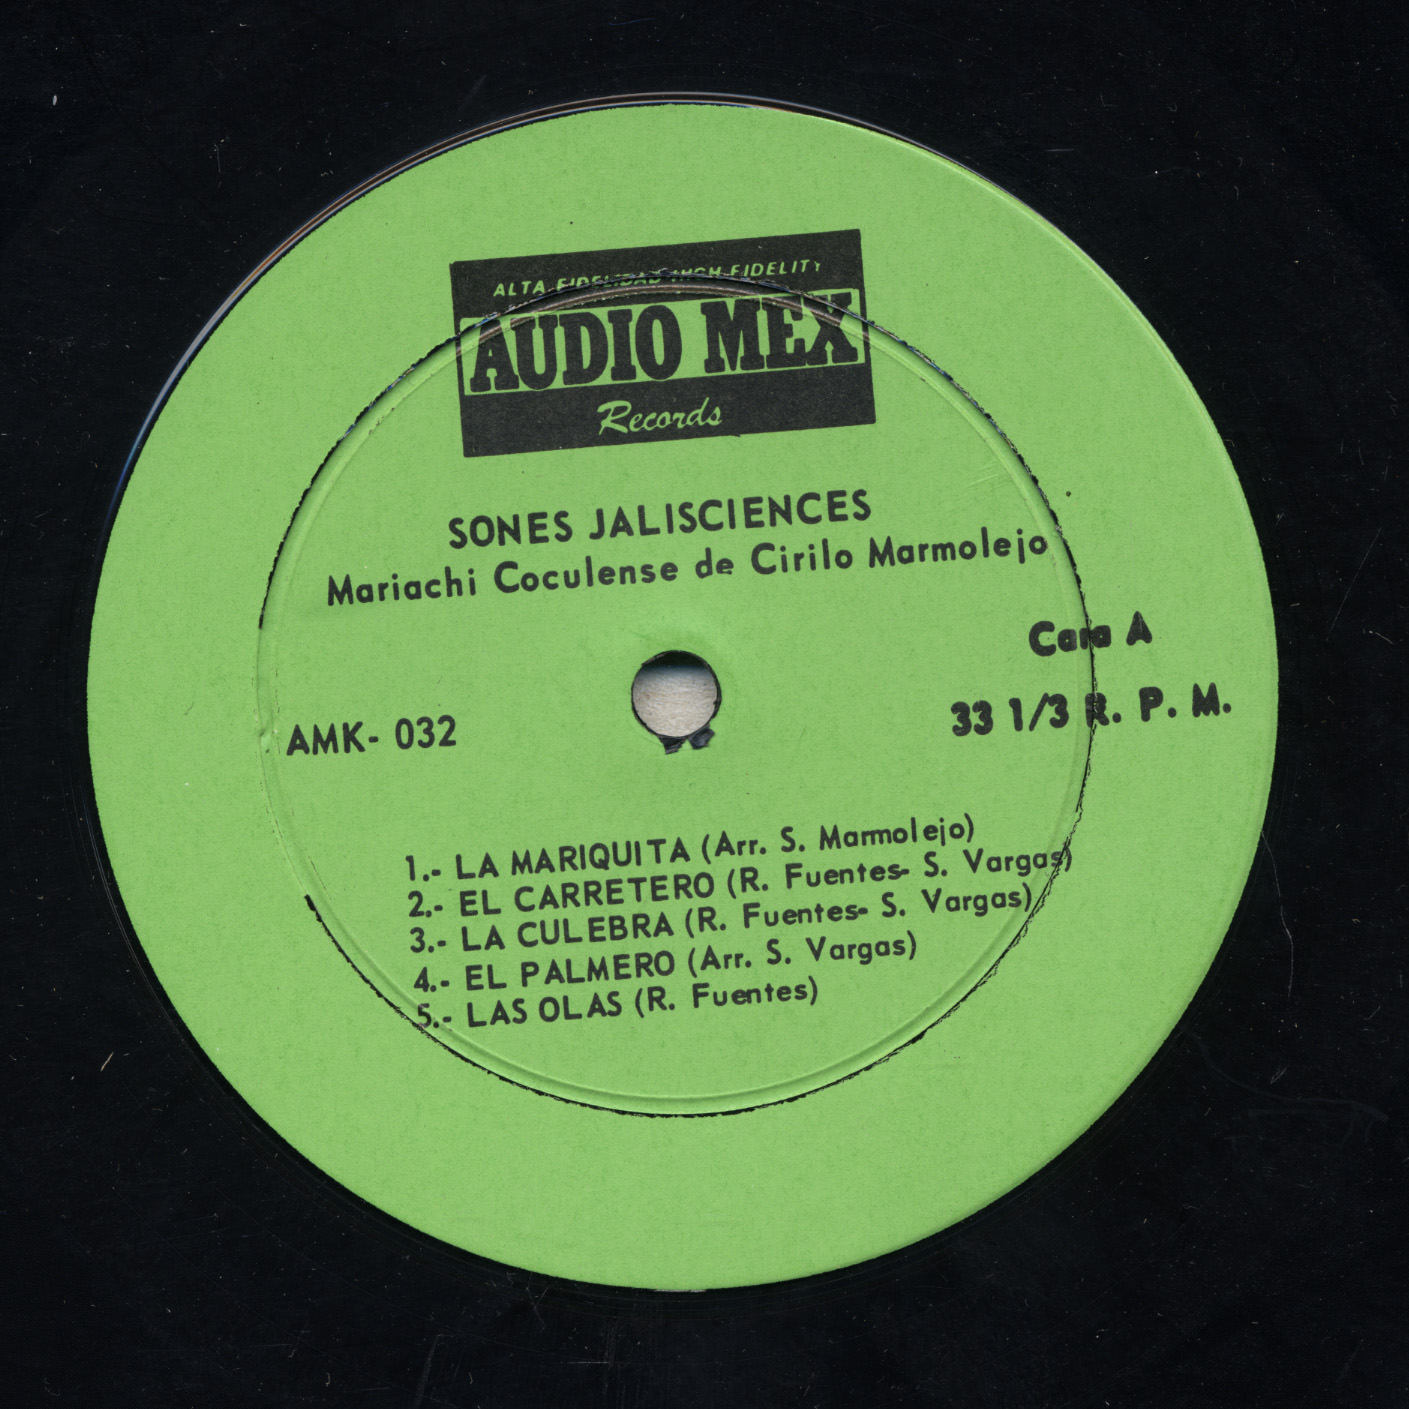 ALTA FIDELIDAD HIGH FIDELITY
AUDIO MEX
Records
SONES JALISCIENCES
Mariachi Coculense de Cirilo Marmolejo
Cara A
AMK- 032
33 1/3 R. P. M.
1.- LA MARIQUITA (Arr. S. Marmolejo)
2.- EL CARRETERO (R. Fuentes- S. Vargas)
3.- LA CULEBRA (R. Fuentes- S. Vargas)
4.- EL PALMERO (Arr. S. Vargas)
5.- LAS OLAS (R. Fuentes)